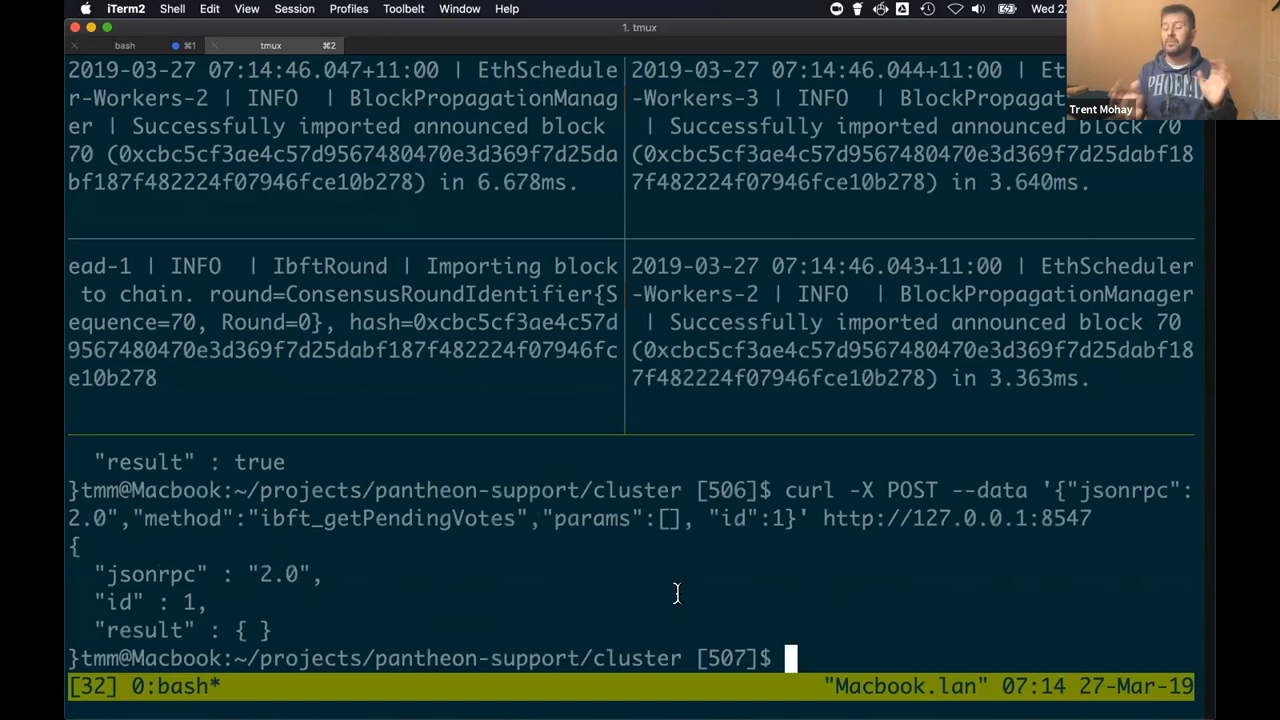 iTerm2 Shell Edit View Session Profiles Toolbelt Window Help
Wed 27
1. tmux
bash ⌘1 tmux ⌘2
2019-03-27 07:14:46.047+11:00 | EthSchedule
r-Workers-2 | INFO  | BlockPropagationManag
er | Successfully imported announced block
70 (0xcbc5cf3ae4c57d9567480470e3d369f7d25da
bf187f482224f07946fce10b278) in 6.678ms.
2019-03-27 07:14:46.044+11:00 | Et
-Workers-3 | INFO  | BlockPropagat
| Successfully imported announced block 70
(0xcbc5cf3ae4c57d9567480470e3d369f7d25dabf18
7f482224f07946fce10b278) in 3.640ms.
PHOENI
Trent Mohay
ead-1 | INFO  | IbftRound | Importing block
to chain. round=ConsensusRoundIdentifier{S
equence=70, Round=0}, hash=0xcbc5cf3ae4c57d
9567480470e3d369f7d25dabf187f482224f07946fc
e10b278
2019-03-27 07:14:46.043+11:00 | EthScheduler
-Workers-2 | INFO  | BlockPropagationManager
| Successfully imported announced block 70
(0xcbc5cf3ae4c57d9567480470e3d369f7d25dabf18
7f482224f07946fce10b278) in 3.363ms.
"result" : true
}tmm@Macbook:~/projects/pantheon-support/cluster [506]$ curl -X POST --data '{"jsonrpc":
2.0","method":"ibft_getPendingVotes","params":[], "id":1}' http://127.0.0.1:8547
{
"jsonrpc" : "2.0",
"id" : 1,
"result" : { }
}tmm@Macbook:~/projects/pantheon-support/cluster [507]$
[32] 0:bash* "Macbook.lan" 07:14 27-Mar-19